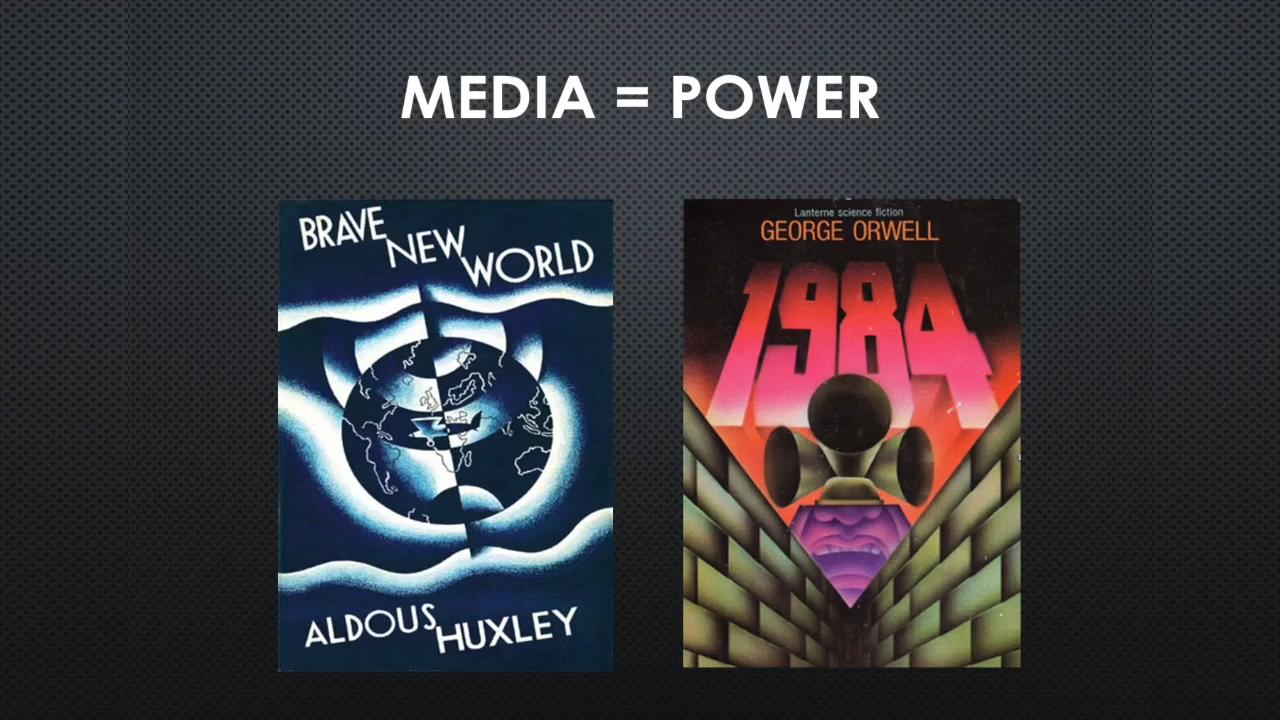 MEDIA = POWER
BRAVE
NEW
WORLD
ALDOUS
HUXLEY
Lanterne science fiction
GEORGE ORWELL
1984